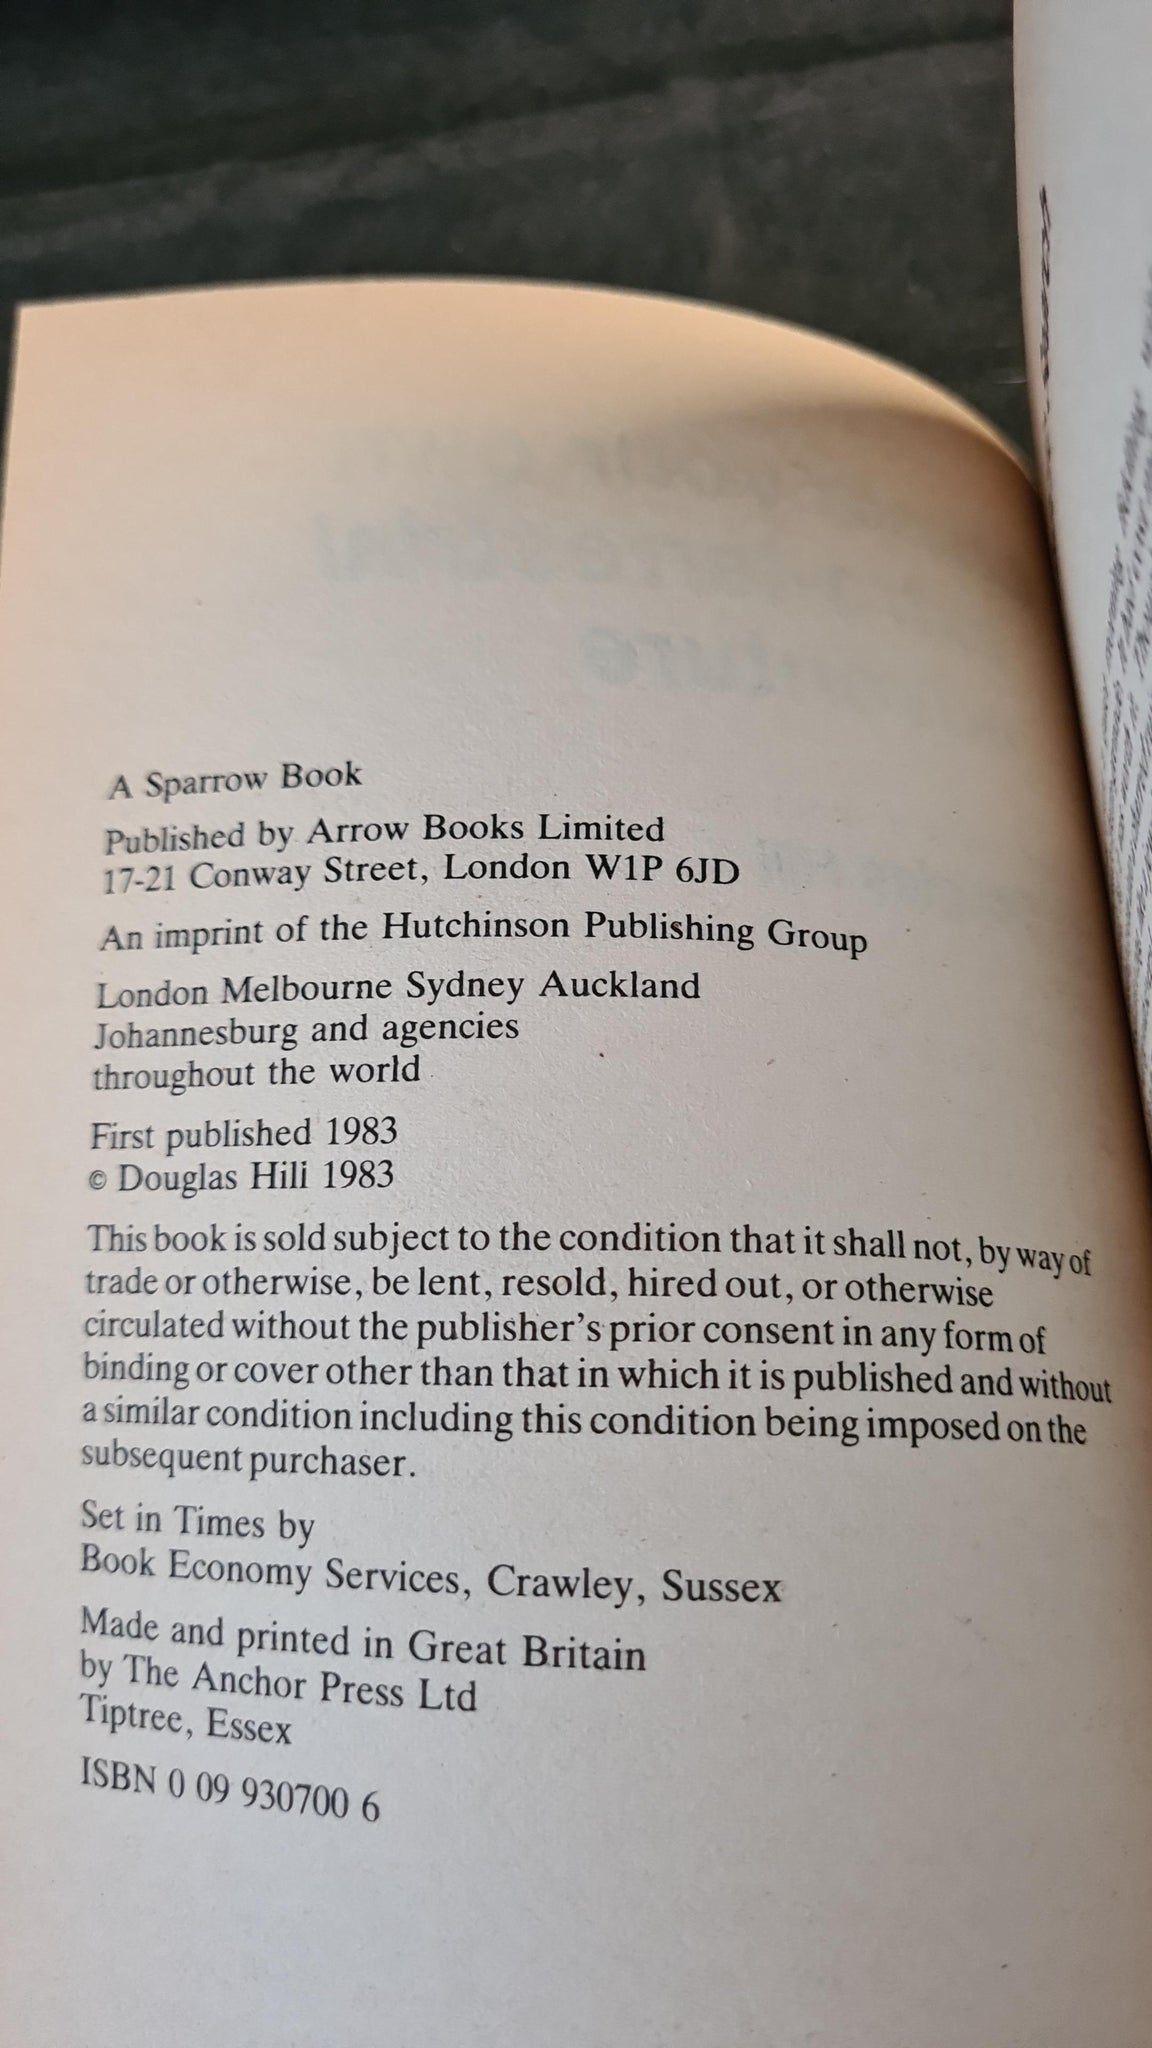 A Sparrow Book
Published by Arrow Books Limited
17-21 Conway Street, London W1P 6JD
An imprint of the Hutchinson Publishing Group
London Melbourne Sydney Auckland
Johannesburg and agencies
throughout the world
First published 1983
© Douglas Hill 1983
This book is sold subject to the condition that it shall not, by way of
trade or otherwise, be lent, resold, hired out, or otherwise
circulated without the publisher's prior consent in any form of
binding or cover other than that in which it is published and without
a similar condition including this condition being imposed on the
subsequent purchaser.
Set in Times by
Book Economy Services, Crawley, Sussex
Made and printed in Great Britain
by The Anchor Press Ltd
Tiptree, Essex
ISBN 0 09 930700 6